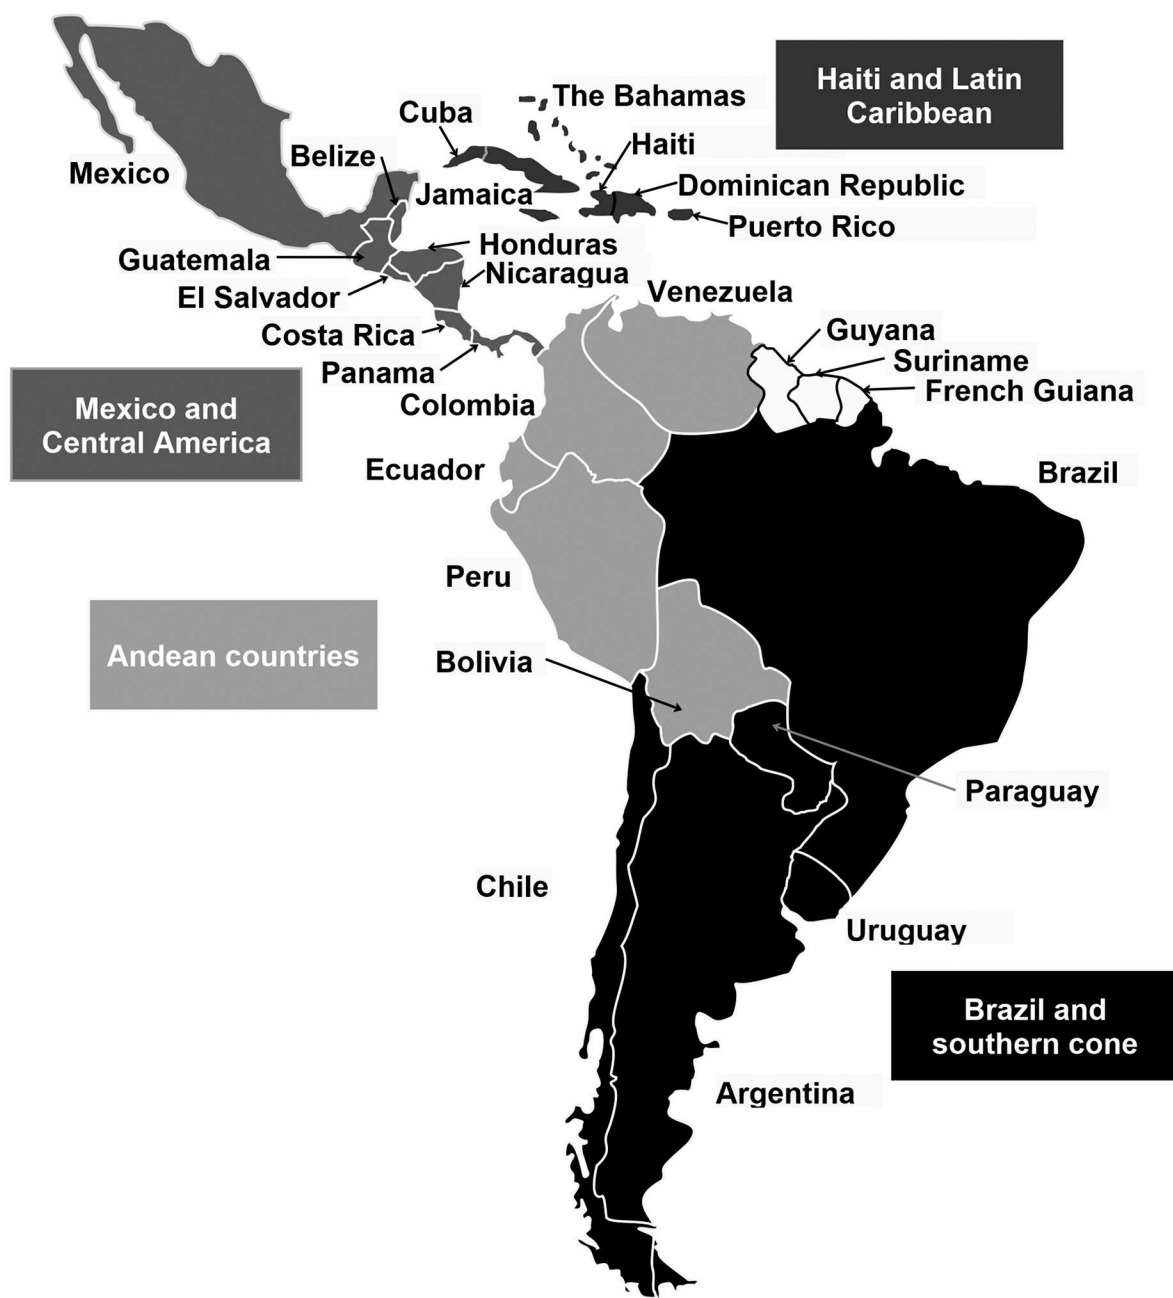 Haiti and Latin
Caribbean
The Bahamas
Cuba
Haiti
Belize
Mexico
Jamaica
Dominican Republic
Puerto Rico
Honduras
Guatemala
Nicaragua
El Salvador
Venezuela
Costa Rica
Guyana
Suriname
Panama
French Guiana
Colombia
Mexico and
Central America
Ecuador
Brazil
Peru
Andean countries
Bolivia
Paraguay
Chile
Uruguay
Brazil and
southern cone
Argentina